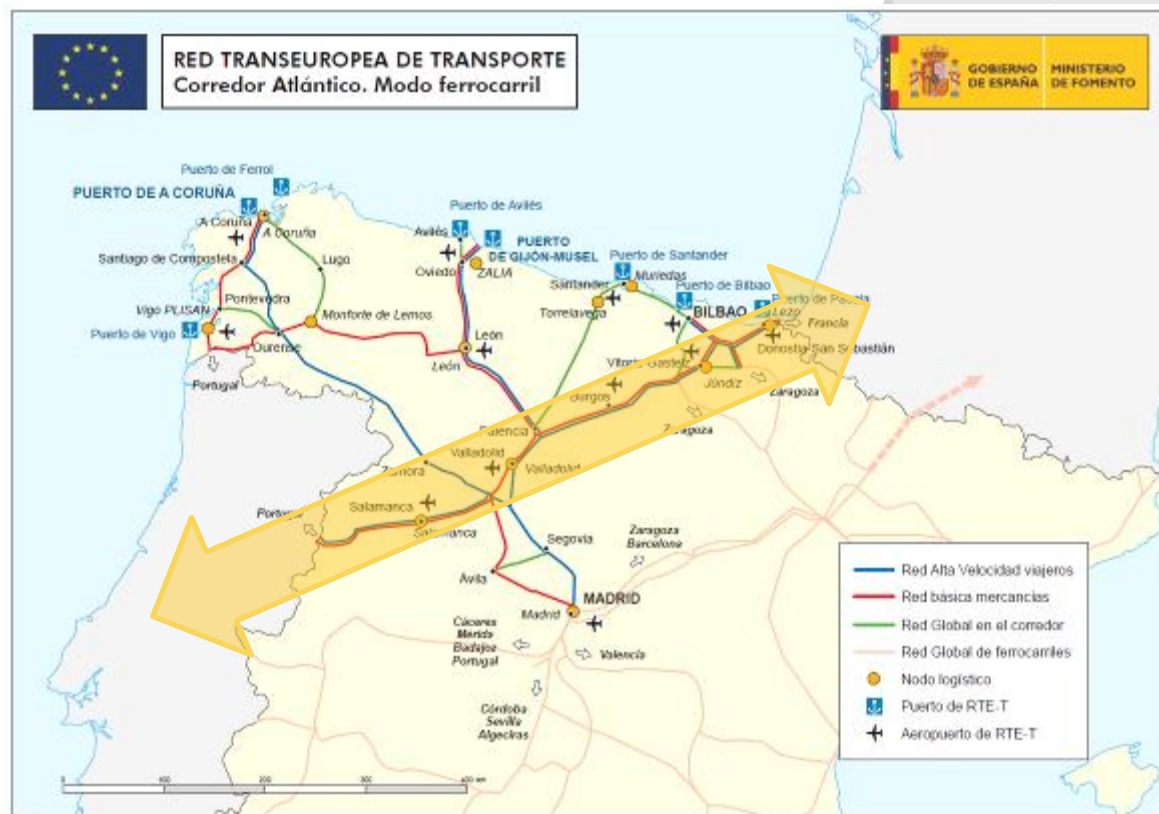 RED TRANSEUROPEA DE TRANSPORTE
Corredor Atlántico. Modo ferrocarril
GOBIERNO
DE ESPAÑA
MINISTERIO
DE FOMENTO
Puerto de Ferrol
PUERTO DE A CORUÑA
A Coruña
A Coruña
Santiago de Compostela
Lugo
Pontevedra
Vigo PLISAN
Puerto de Vigo
Ourense
Monforte de Lemos
Portugal
Puerto de Avilés
Avilés
PUERTO
DE GIJÓN-MUSEL
Oviedo
ZALIA
León
León
Puerto de Santander
Santander
Muriedas
Torrelavega
Puerto de Bilbao
BILBAO
Puerto de Pasaia
Lezo
Francia
Donostia-San Sebastián
Vitoria-Gasteiz
Júndiz
Zaragoza
Zaragoza
Burgos
Palencia
Valladolid
Valladolid
Zamora
Salamanca
Salamanca
Portugal
Segovia
Ávila
Zaragoza
Barcelona
MADRID
Madrid
Cáceres
Mérida
Badajoz
Portugal
Valencia
Córdoba
Sevilla
Algeciras
Red Alta Velocidad viajeros
Red básica mercancías
Red Global en el corredor
Red Global de ferrocarriles
Nodo logístico
Puerto de RTE-T
Aeropuerto de RTE-T
0 100 200 300 400 km